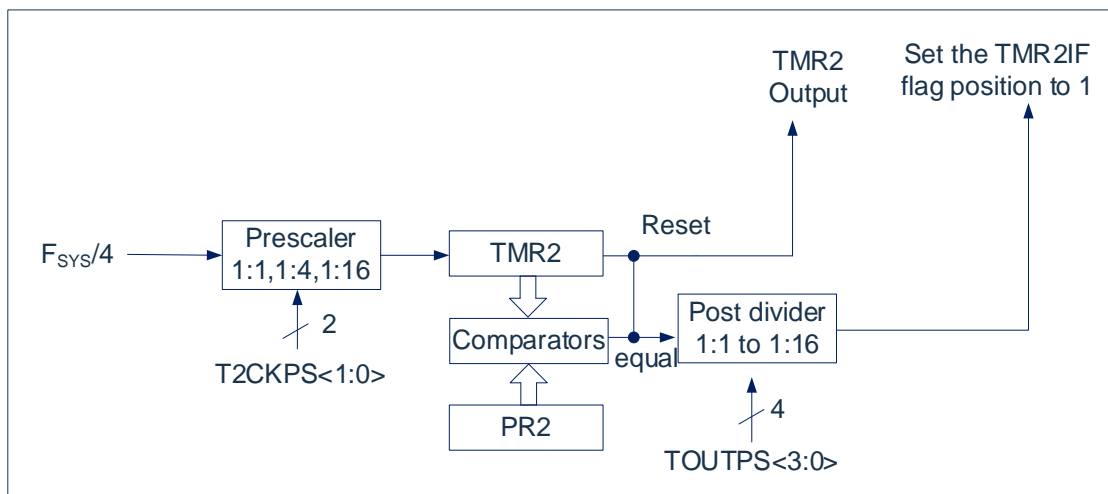 TMR2
Output
Set the TMR2IF
flag position to 1
Reset
FSYS/4
Prescaler
1:1,1:4,1:16
TMR2
2
T2CKPS<1:0>
Comparators
equal
Post divider
1:1 to 1:16
PR2
4
TOUTPS<3:0>